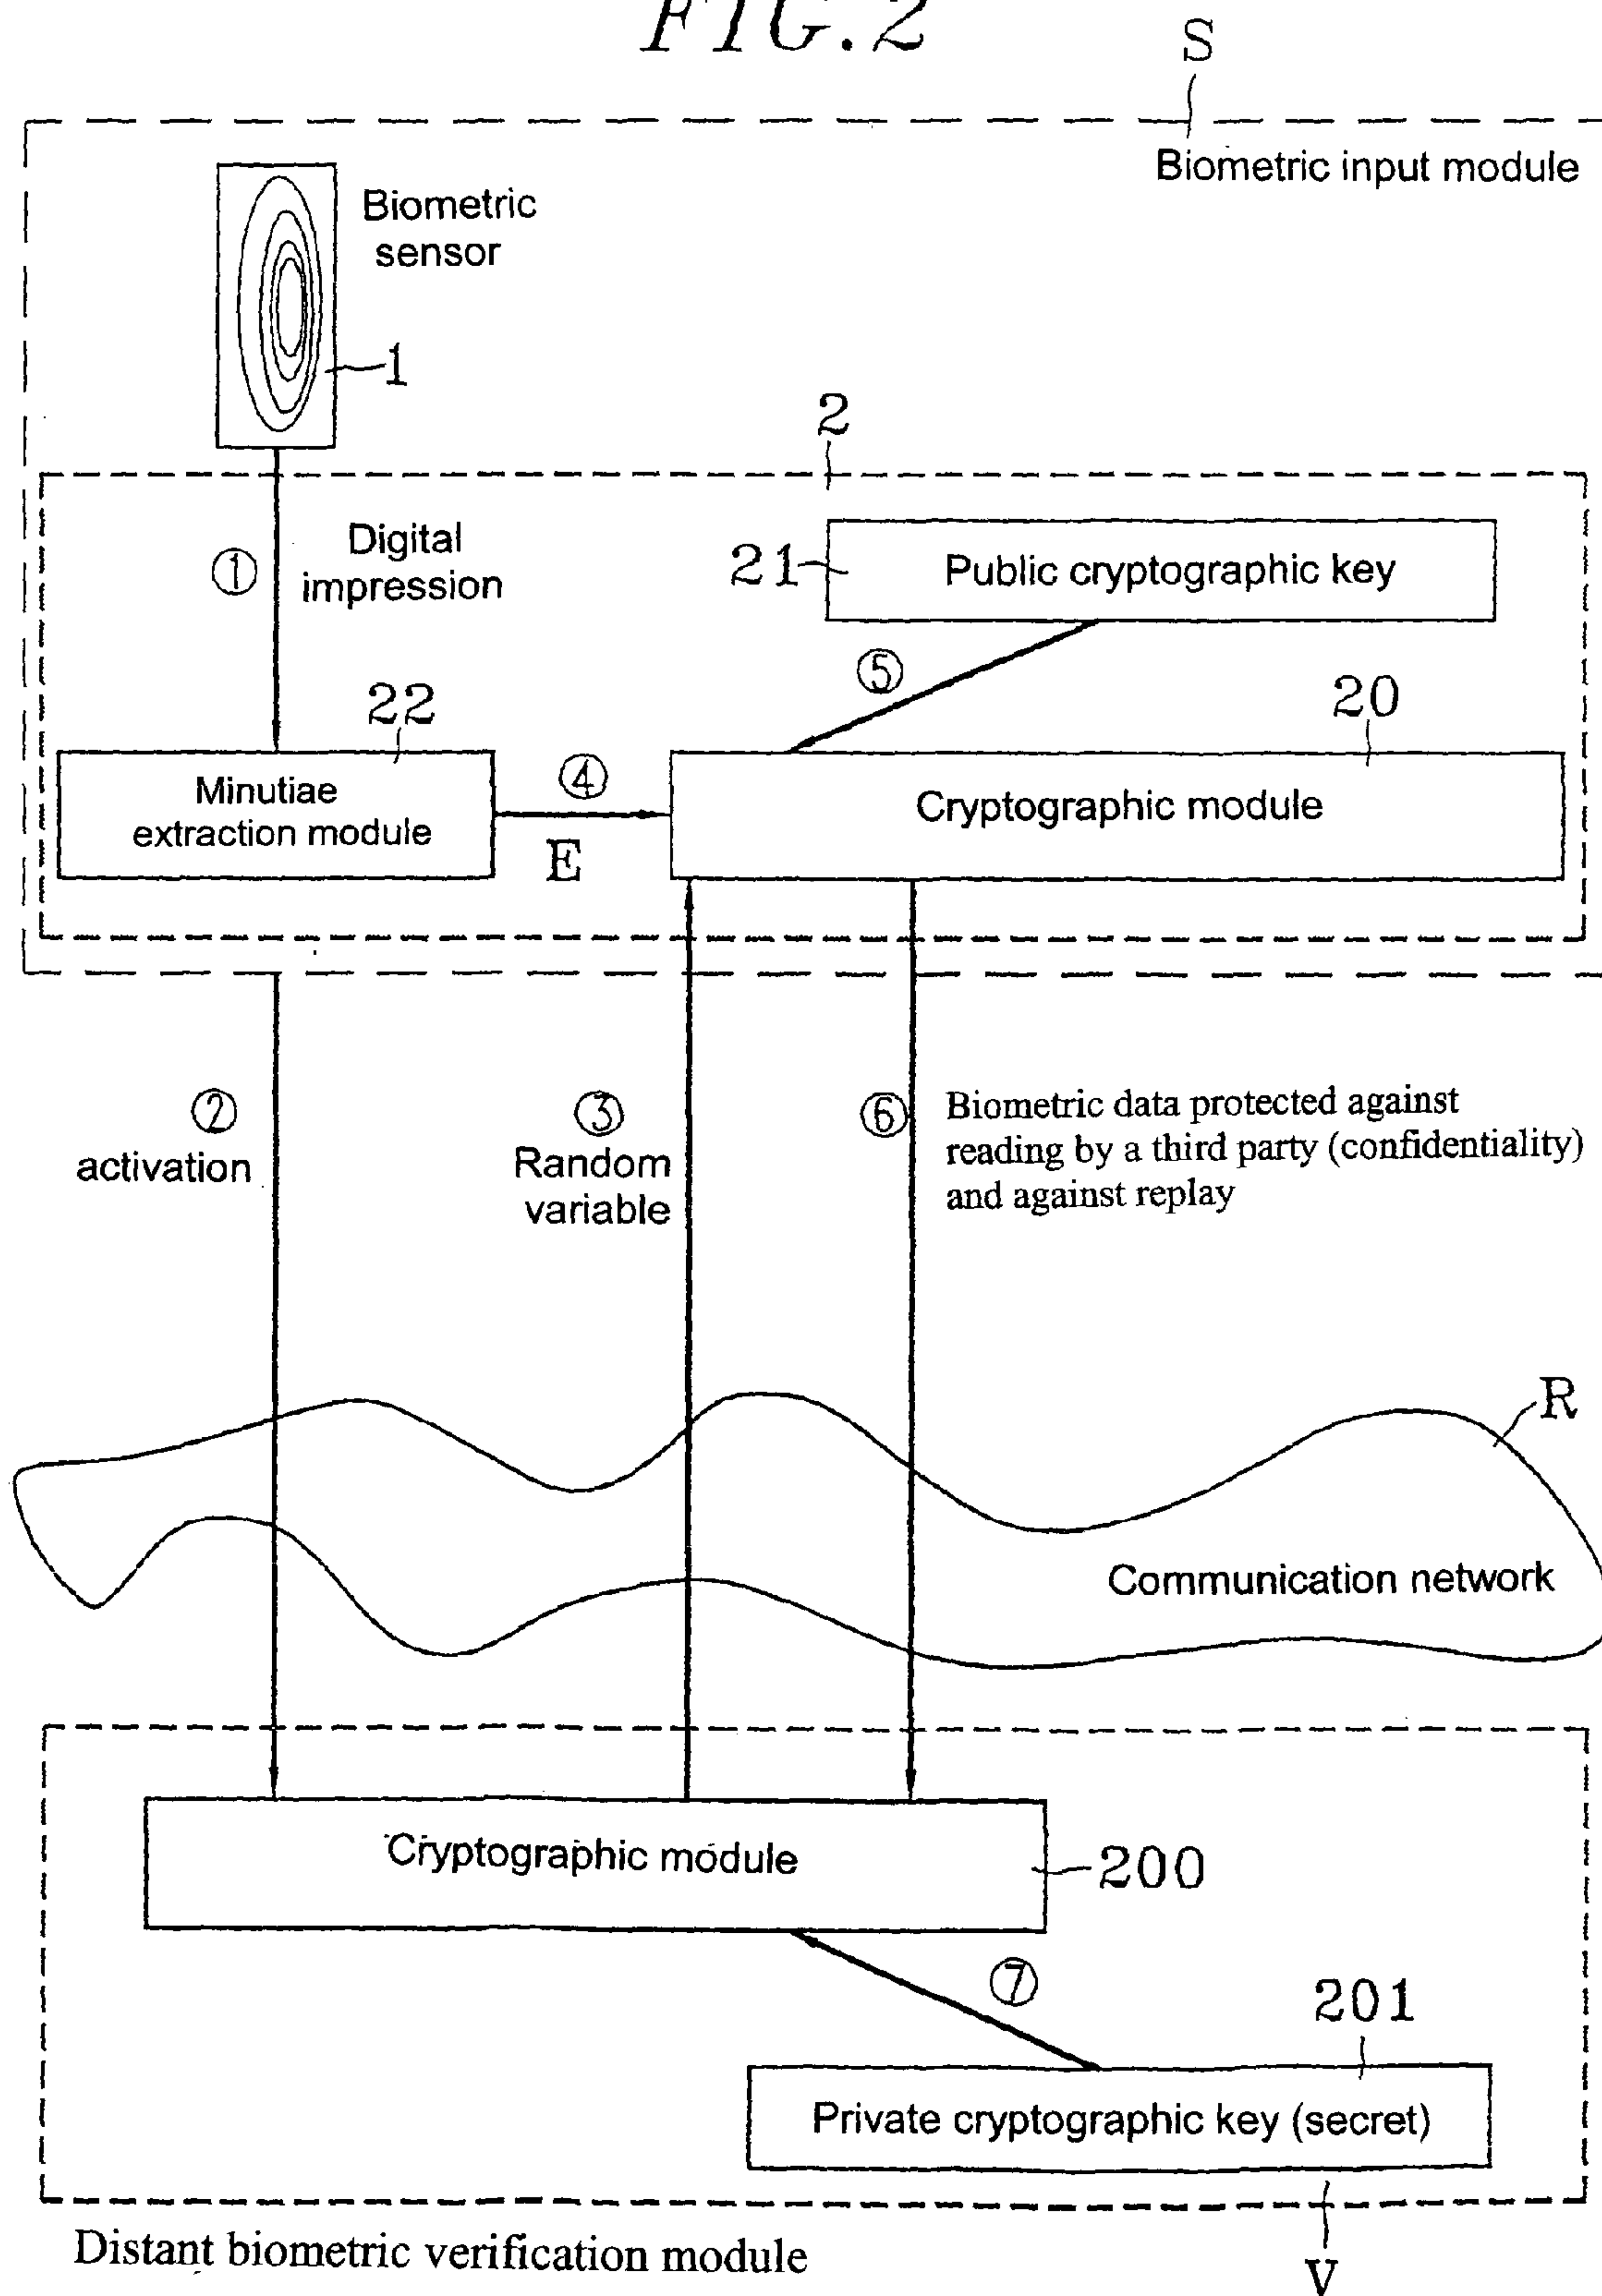 FIG.2
S
Biometric input module
Biometric
sensor
1
2
Digital
impression
①
21
Public cryptographic key
⑤
22
20
Minutiae
extraction module
④
E
Cryptographic module
②
activation
③
Random
variable
⑥
Biometric data protected against
reading by a third party (confidentiality)
and against replay
R
Communication network
Cryptographic module
200
⑦
201
Private cryptographic key (secret)
Distant biometric verification module
V